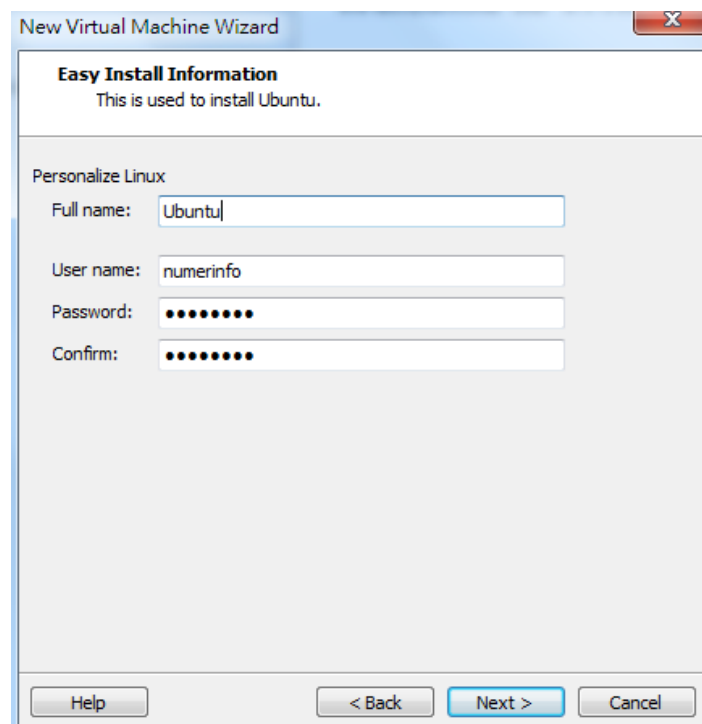 New Virtual Machine Wizard
Easy Install Information
This is used to install Ubuntu.
Personalize Linux
Full name: Ubuntu
User name: numerinfo
Password: ●●●●●●●●
Confirm: ●●●●●●●●
Help < Back Next > Cancel